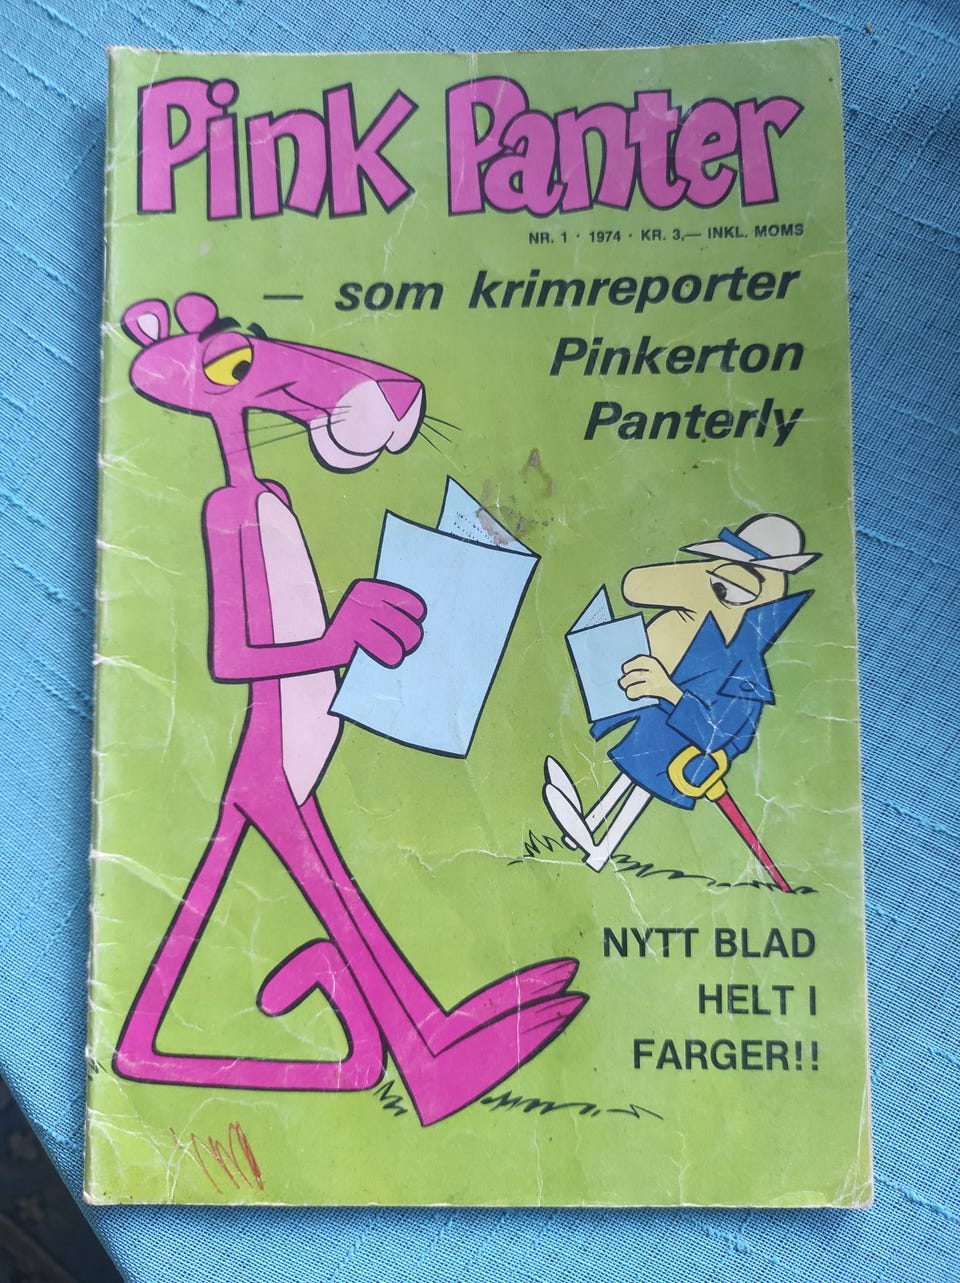 Pink Panter
NR. 1 · 1974 · KR. 3,— INKL. MOMS
— som krimreporter
Pinkerton
Panterly
NYTT BLAD
HELT I
FARGER!!